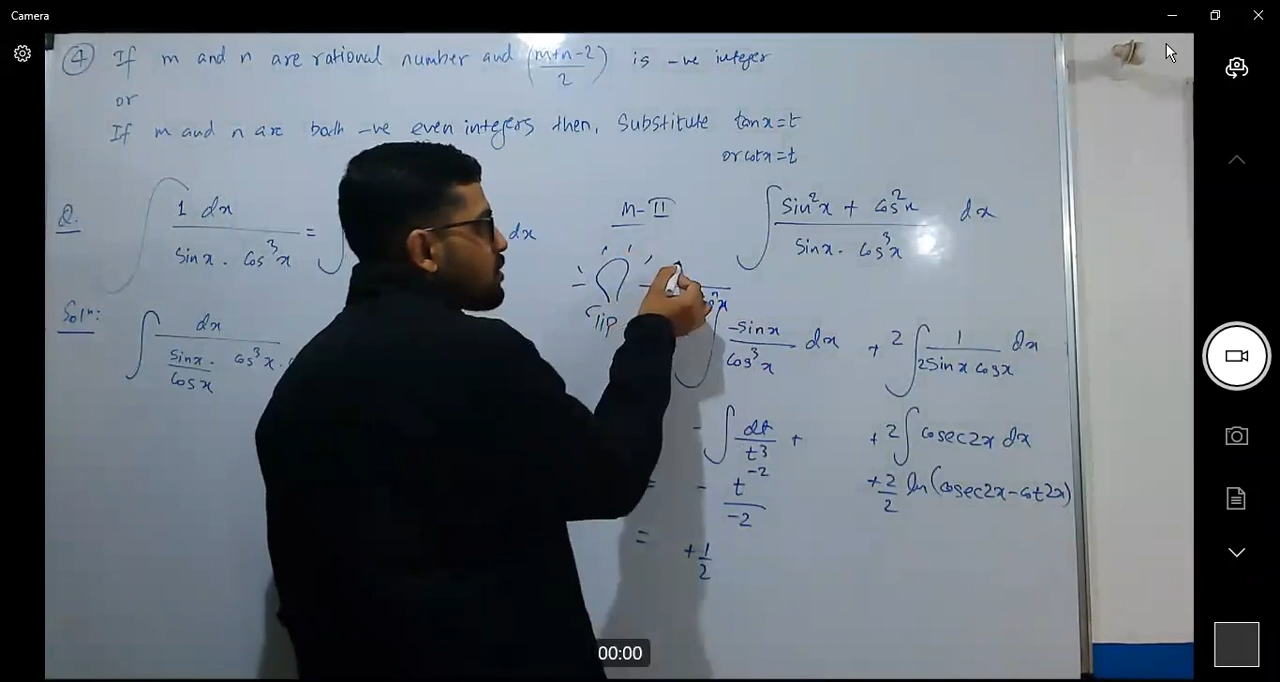 Camera
④ If m and n are rational number and (m+n-2)/2 is -ve integer
or
If m and n are both -ve even integers then, Substitute tanx=t
or cotx=t
Q. ∫ 1 dx / sinx . Cos³x = ∫ dx
Solⁿ: ∫ dx / (sinx/cosx) . cos³x .
M-II
∫ Sin²x + Cos²x / Sinx. Cos³x dx
Tip
∫ -sinx / cos³x dx + 2 ∫ 1 / 2Sinx Cosx dx
- ∫ dt / t³ + + 2 ∫ cosec2x dx
= - t⁻² / -2 + 2/2 ln(cosec2x-cot2x)
= + 1/2
00:00